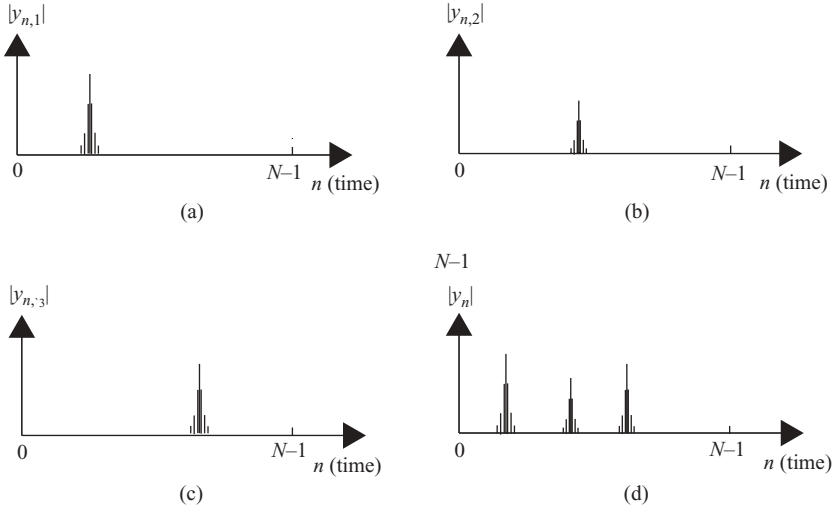 |y_{n,1}|
0
N–1
n (time)
(a)
|y_{n,2}|
0
N–1
n (time)
(b)
|y_{n,·3}|
0
N–1
n (time)
(c)
N–1
|y_n|
0
N–1
n (time)
(d)